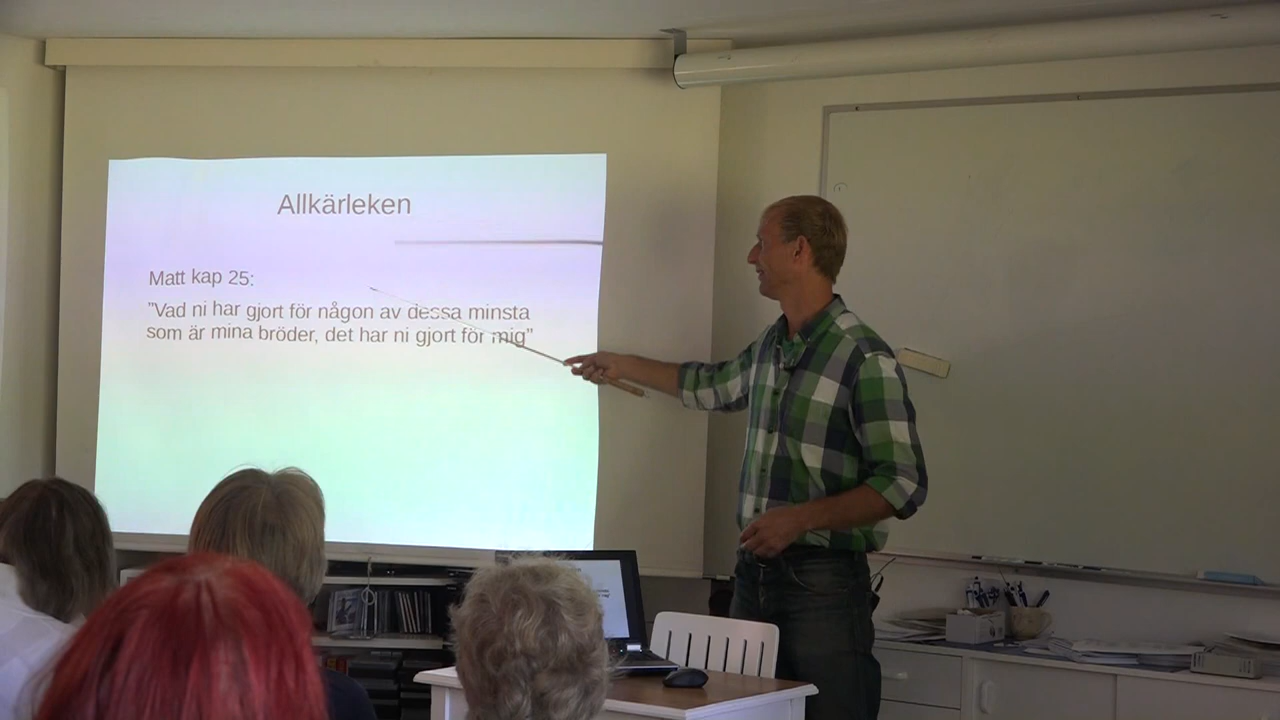 Allkärleken
Matt kap 25:
”Vad ni har gjort för någon av dessa minsta
som är mina bröder, det har ni gjort för mig”